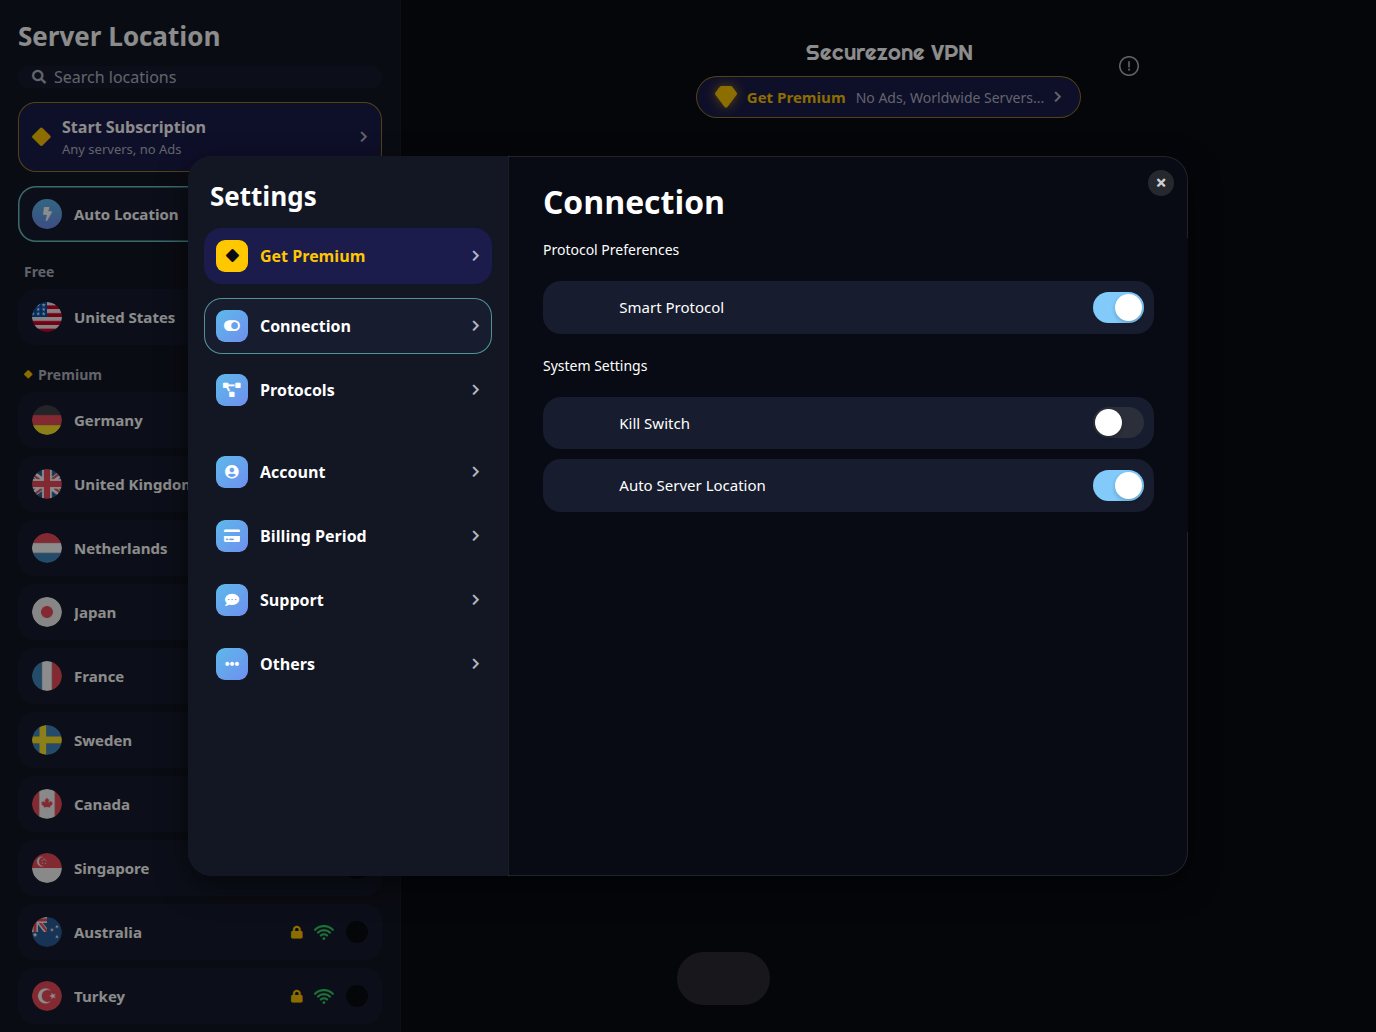 Server Location
Search locations
Start Subscription
Any servers, no Ads
Auto Location
Free
United States
Premium
Germany
United Kingdom
Netherlands
Japan
France
Sweden
Canada
Singapore
Australia
Turkey
Securezone VPN
Get Premium No Ads, Worldwide Servers...
Settings
Get Premium
Connection
Protocols
Account
Billing Period
Support
Others
Connection
Protocol Preferences
Smart Protocol
System Settings
Kill Switch
Auto Server Location